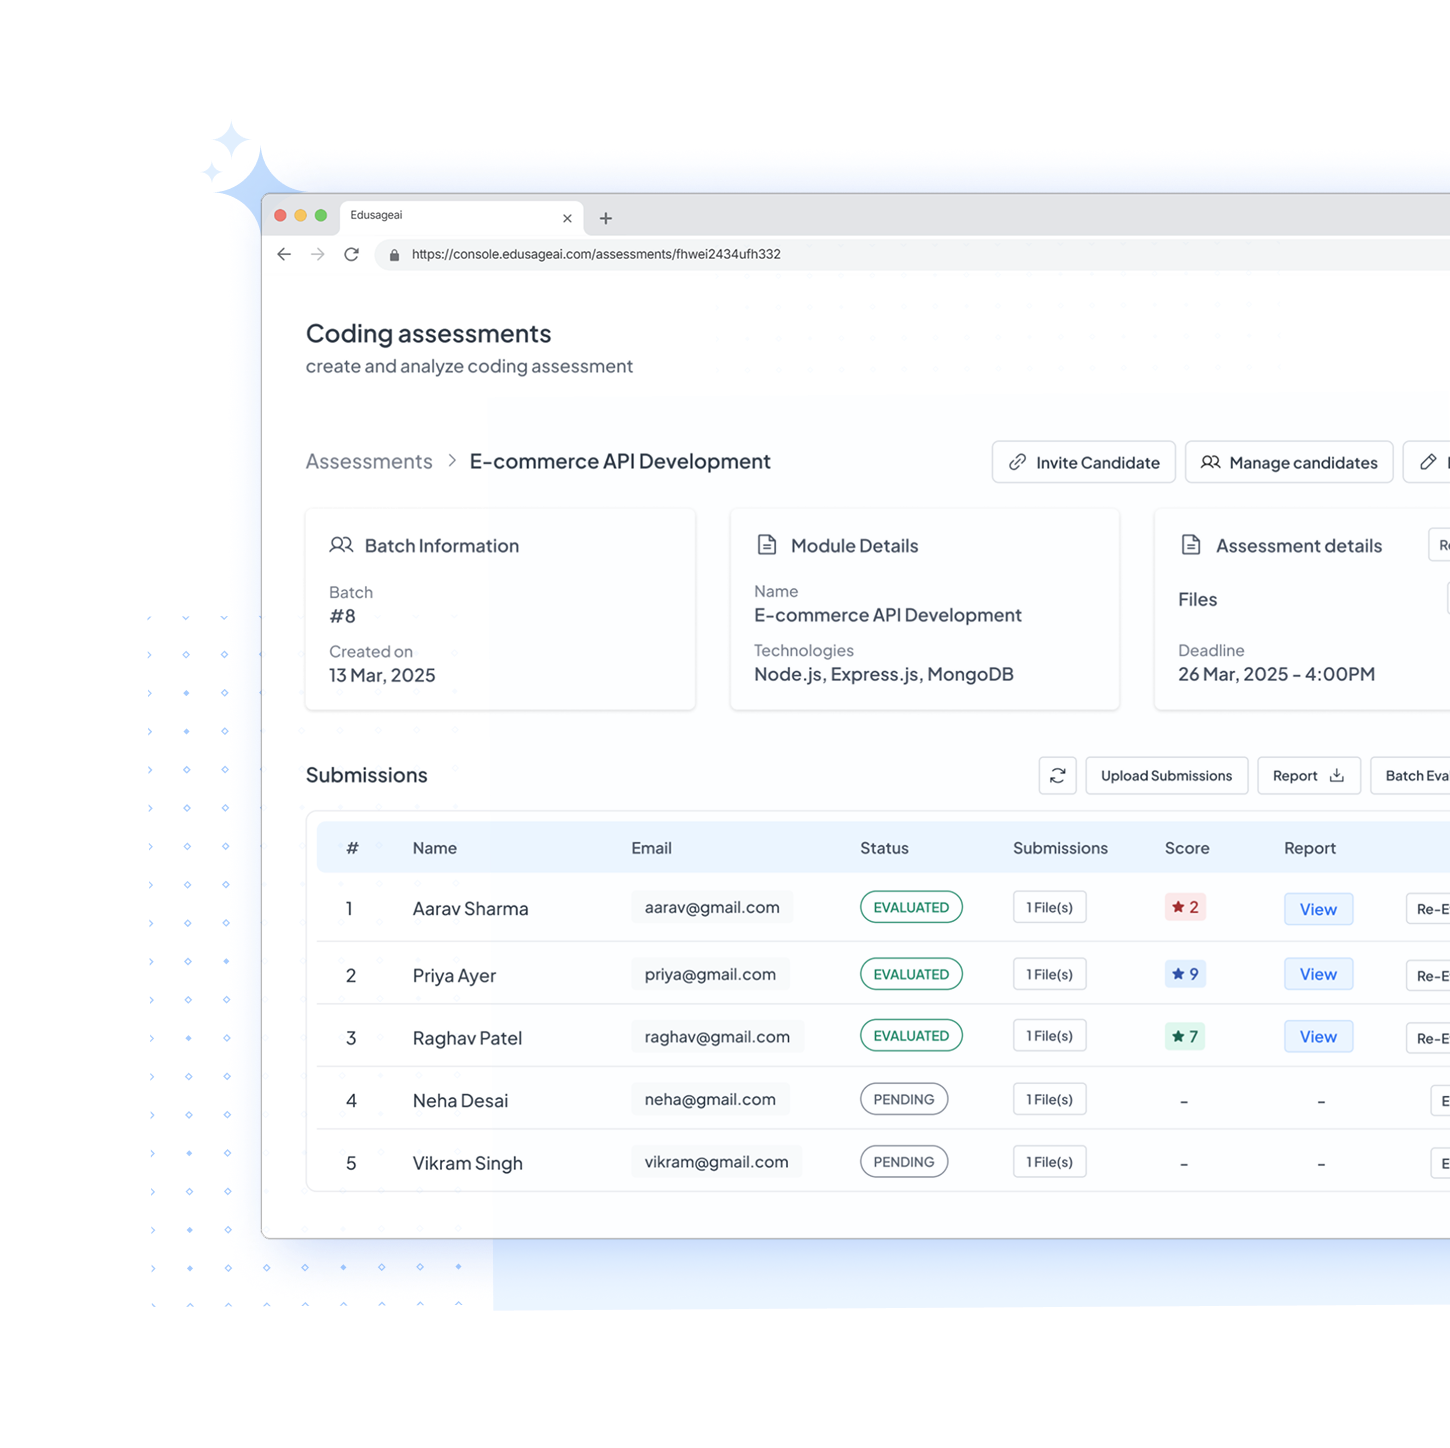 Edusageai
https://console.edusageai.com/assessments/fhwei2434ufh332
Coding assessments
create and analyze coding assessment
Assessments > E-commerce API Development
Invite Candidate
Manage candidates
Batch Information
Batch
#8
Created on
13 Mar, 2025
Module Details
Name
E-commerce API Development
Technologies
Node.js, Express.js, MongoDB
Assessment details
Files
Deadline
26 Mar, 2025 - 4:00PM
Submissions
Upload Submissions
Report
Batch Eval
# Name Email Status Submissions Score Report
1 Aarav Sharma aarav@gmail.com EVALUATED 1 File(s) ★ 2 View Re-E
2 Priya Ayer priya@gmail.com EVALUATED 1 File(s) ★ 9 View Re-E
3 Raghav Patel raghav@gmail.com EVALUATED 1 File(s) ★ 7 View Re-E
4 Neha Desai neha@gmail.com PENDING 1 File(s) - - E
5 Vikram Singh vikram@gmail.com PENDING 1 File(s) - - E